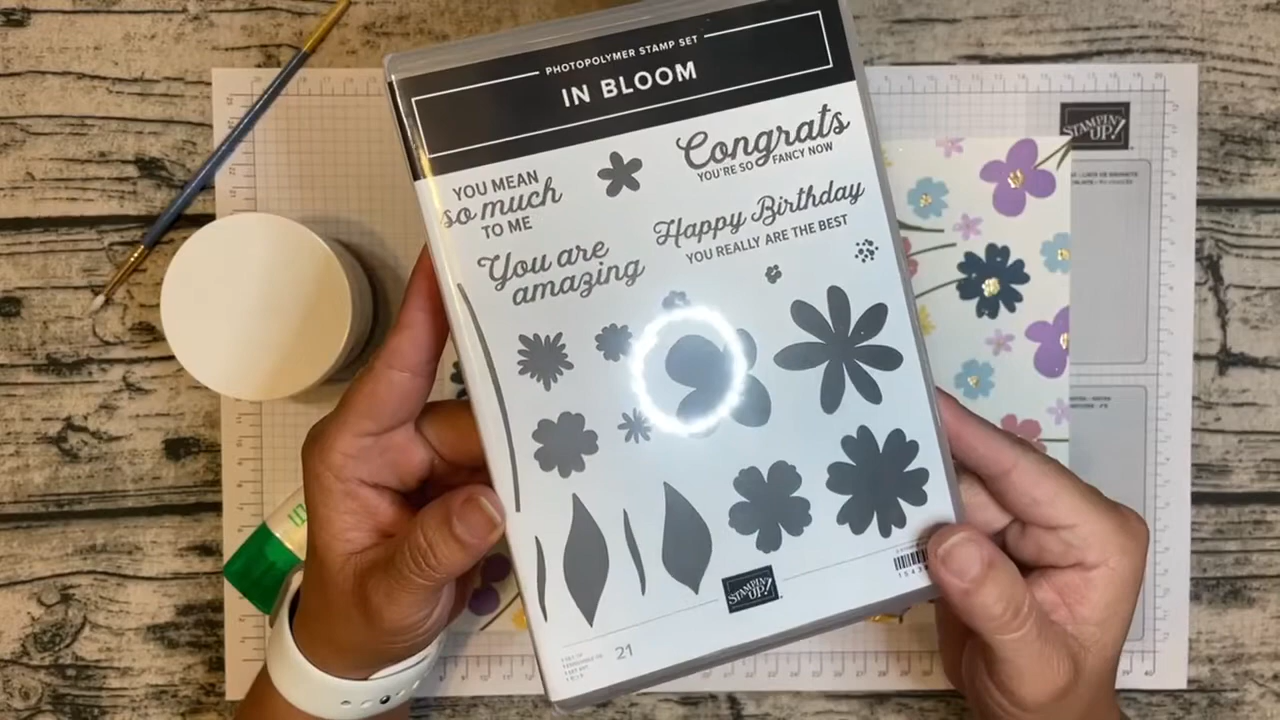 PHOTOPOLYMER STAMP SET
IN BLOOM
Congrats
YOU'RE SO FANCY NOW
YOU MEAN
so much
TO ME
Happy Birthday
YOU REALLY ARE THE BEST
You are
amazing
STAMPIN' UP!
21
STAMPIN' UP!